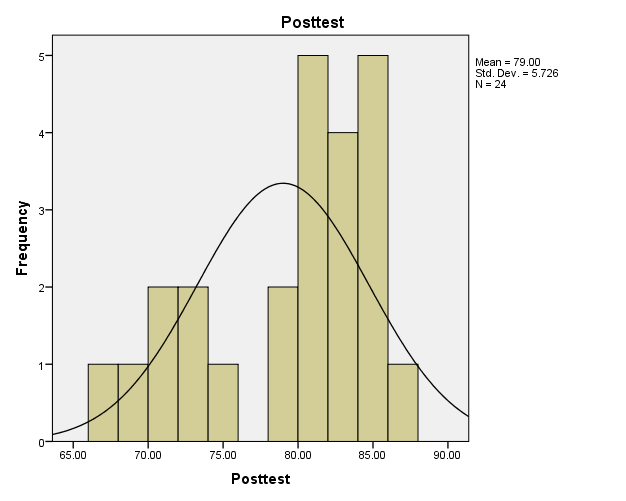 Posttest
Mean = 79.00
Std. Dev. = 5.726
N = 24
Frequency
5
4
3
2
1
0
65.00 70.00 75.00 80.00 85.00 90.00
Posttest